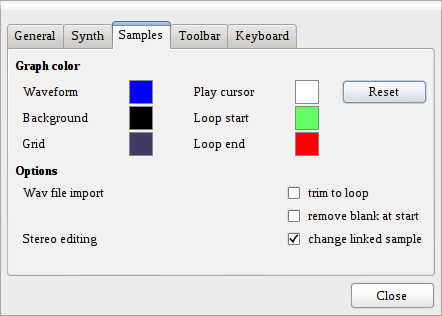 General Synth Samples Toolbar Keyboard
Graph color
Waveform Play cursor Reset
Background Loop start
Grid Loop end
Options
Wav file import trim to loop
remove blank at start
Stereo editing change linked sample
Close